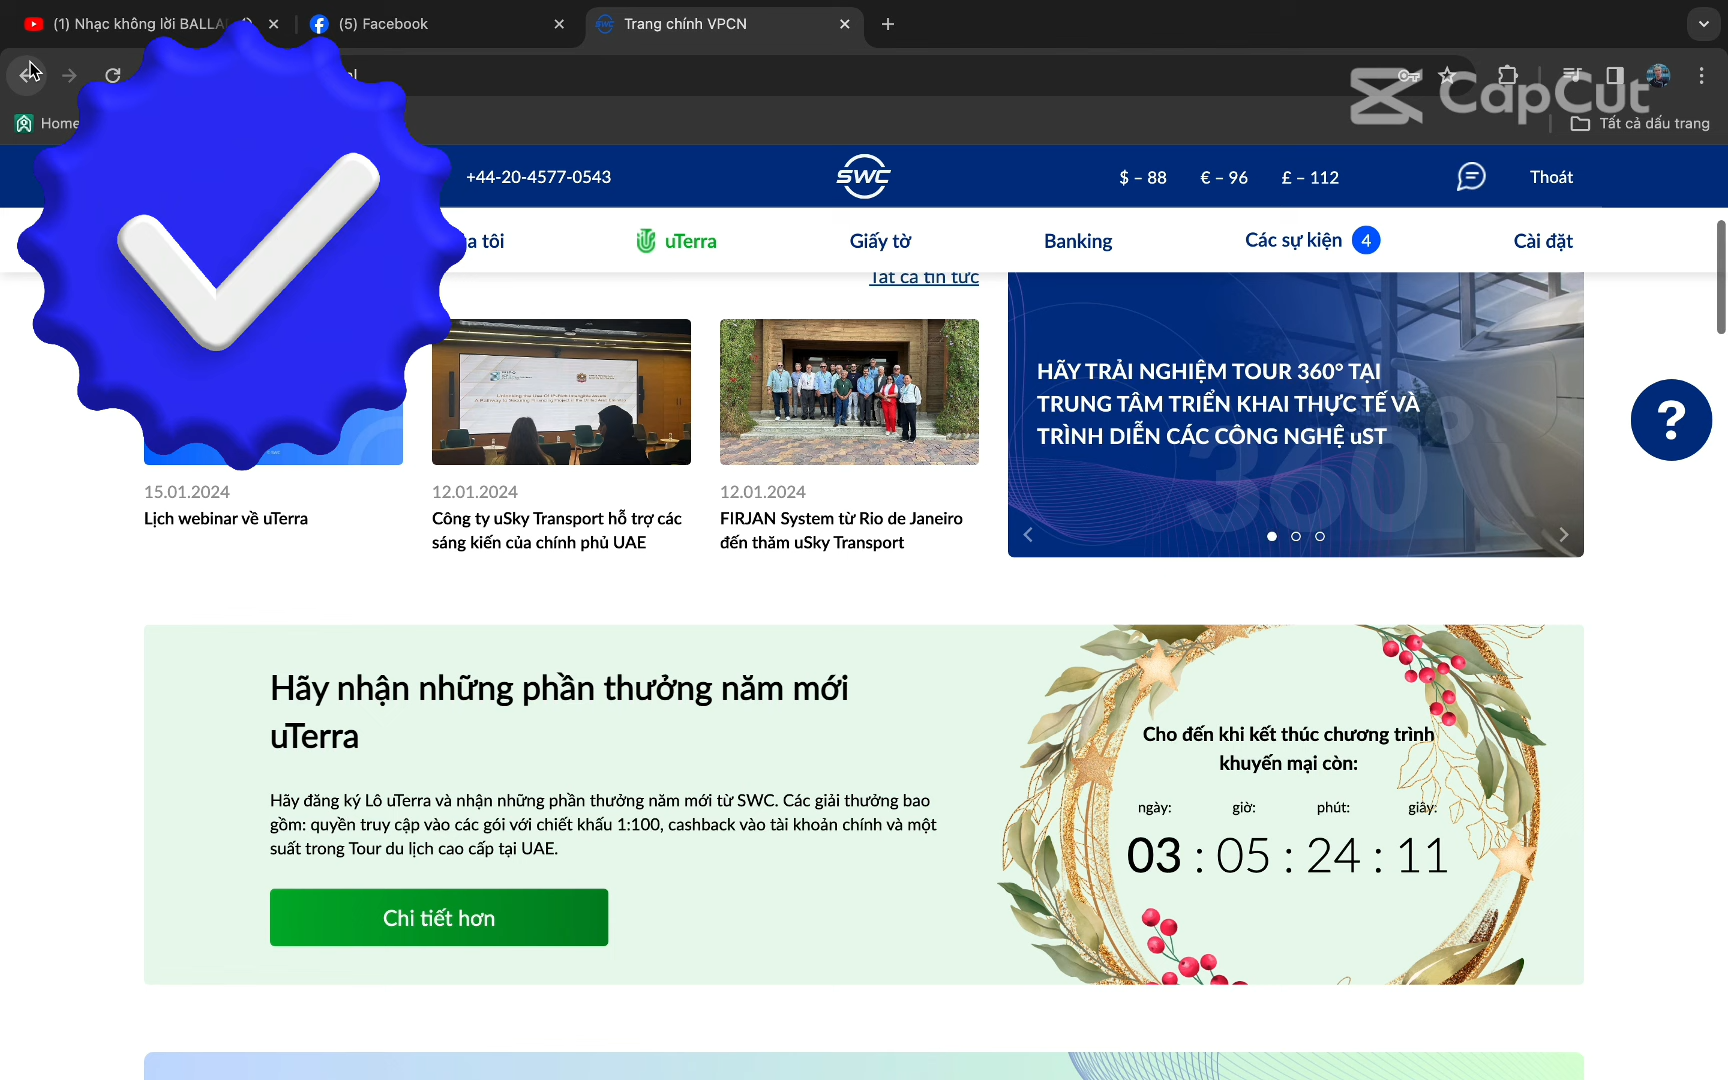 (1) Nhạc không lời BALLA
(5) Facebook
Trang chính VPCN
Home
CapCut
Tất cả dấu trang
+44-20-4577-0543
SWC
$ – 88
€ – 96
£ – 112
Thoát
a tôi
uTerra
Giấy tờ
Banking
Các sự kiện 4
Cài đặt
Tất cả tin tức
15.01.2024
Lịch webinar về uTerra
12.01.2024
Công ty uSky Transport hỗ trợ các
sáng kiến của chính phủ UAE
12.01.2024
FIRJAN System từ Rio de Janeiro
đến thăm uSky Transport
HÃY TRẢI NGHIỆM TOUR 360° TẠI
TRUNG TÂM TRIỂN KHAI THỰC TẾ VÀ
TRÌNH DIỄN CÁC CÔNG NGHỆ uST
360
?
Hãy nhận những phần thưởng năm mới
uTerra
Hãy đăng ký Lô uTerra và nhận những phần thưởng năm mới từ SWC. Các giải thưởng bao
gồm: quyền truy cập vào các gói với chiết khấu 1:100, cashback vào tài khoản chính và một
suất trong Tour du lịch cao cấp tại UAE.
Chi tiết hơn
Cho đến khi kết thúc chương trình
khuyến mại còn:
ngày: giờ: phút: giây:
03 : 05 : 24 : 11